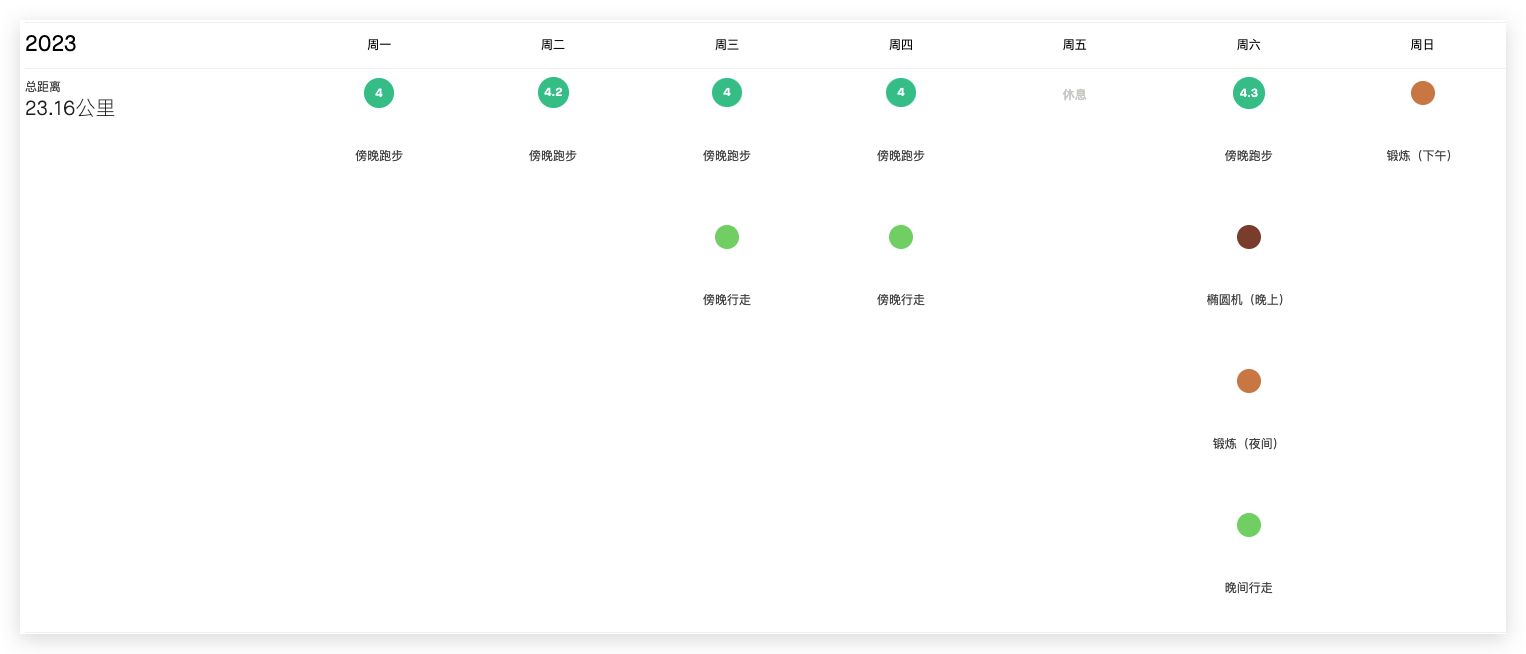 2023 周一 周二 周三 周四 周五 周六 周日
总距离
23.16公里
4 4.2 4 4 休息 4.3
傍晚跑步 傍晚跑步 傍晚跑步 傍晚跑步 傍晚跑步 锻炼（下午）
傍晚行走 傍晚行走 椭圆机（晚上）
锻炼（夜间）
晚间行走